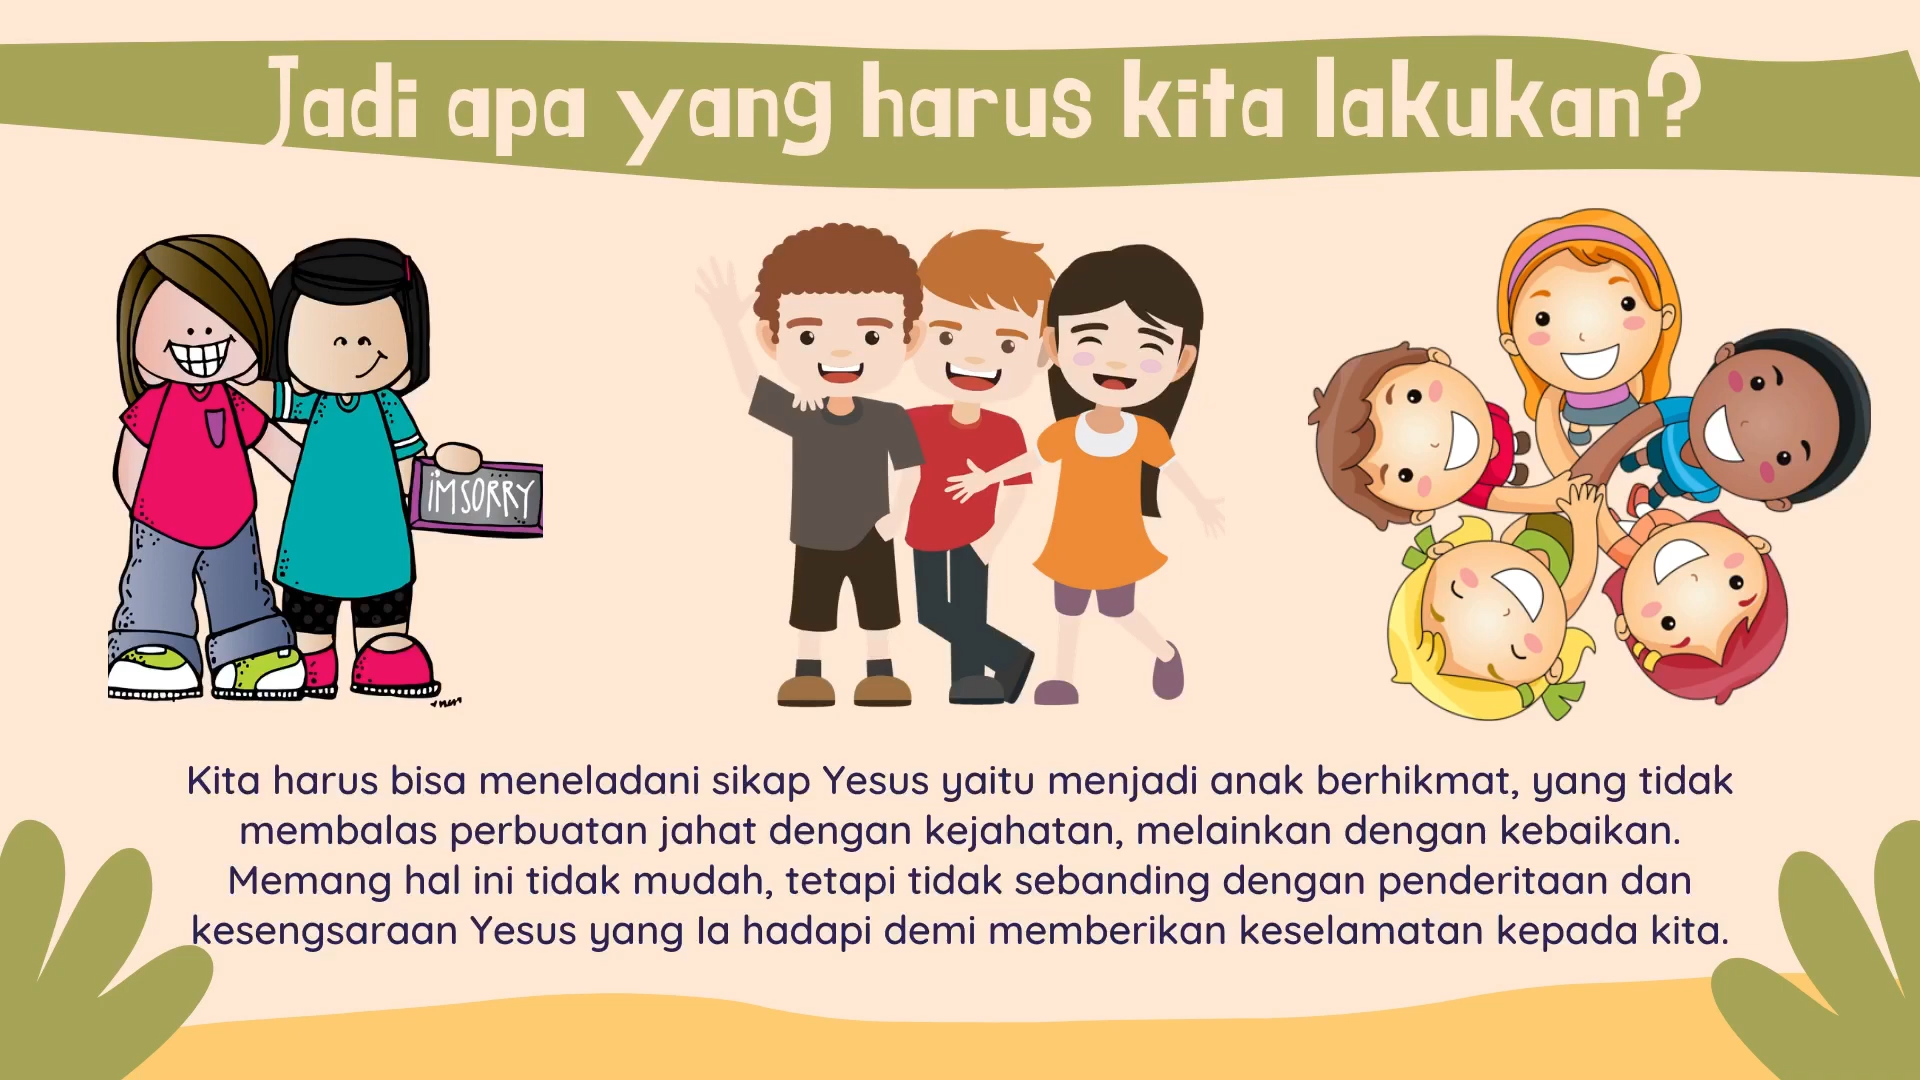 Jadi apa yang harus kita lakukan?
I'M SORRY
Kita harus bisa meneladani sikap Yesus yaitu menjadi anak berhikmat, yang tidak
membalas perbuatan jahat dengan kejahatan, melainkan dengan kebaikan.
Memang hal ini tidak mudah, tetapi tidak sebanding dengan penderitaan dan
kesengsaraan Yesus yang Ia hadapi demi memberikan keselamatan kepada kita.